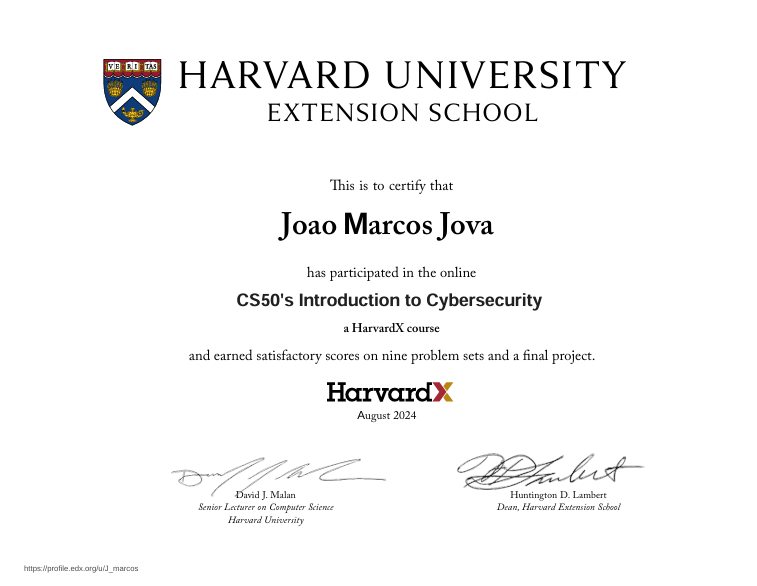 VE RI TAS
HARVARD UNIVERSITY
EXTENSION SCHOOL
This is to certify that
Joao Marcos Jova
has participated in the online
CS50's Introduction to Cybersecurity
a HarvardX course
and earned satisfactory scores on nine problem sets and a final project.
HarvardX
August 2024
David J. Malan
Senior Lecturer on Computer Science
Harvard University
Huntington D. Lambert
Dean, Harvard Extension School
https://profile.edx.org/u/J_marcos